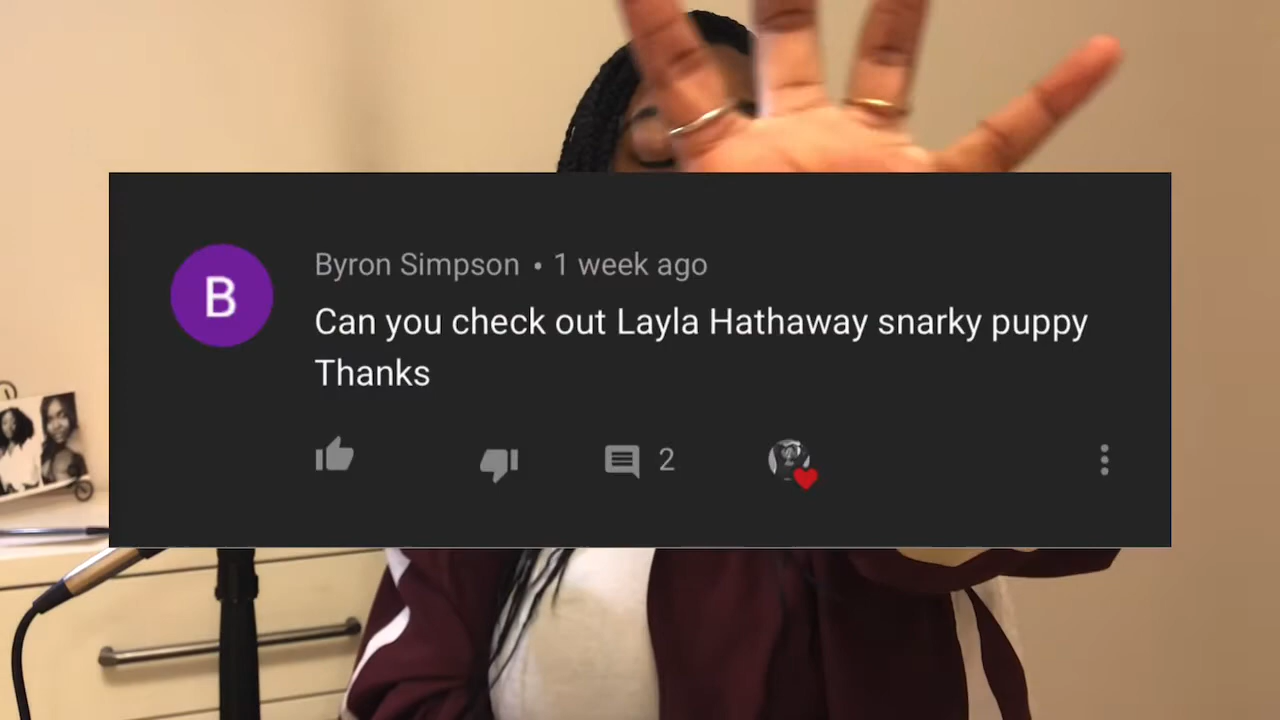 B
Byron Simpson • 1 week ago
Can you check out Layla Hathaway snarky puppy
Thanks
2